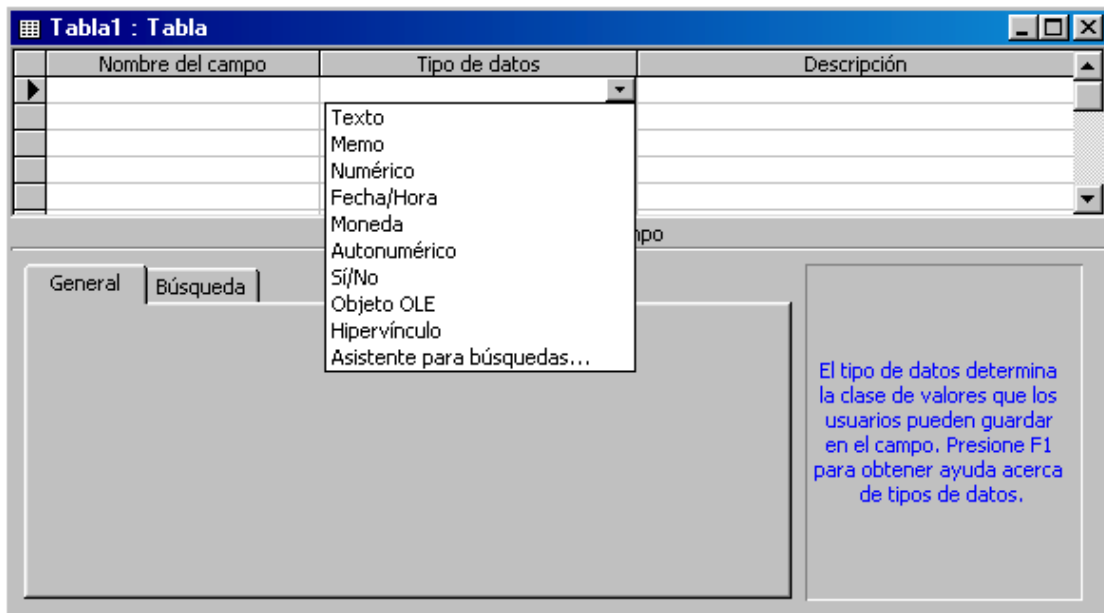 Tabla1 : Tabla
Nombre del campo Tipo de datos Descripción
Texto
Memo
Numérico
Fecha/Hora
Moneda
Autonumérico
Sí/No
Objeto OLE
Hipervínculo
Asistente para búsquedas...
General Búsqueda
El tipo de datos determina
la clase de valores que los
usuarios pueden guardar
en el campo. Presione F1
para obtener ayuda acerca
de tipos de datos.